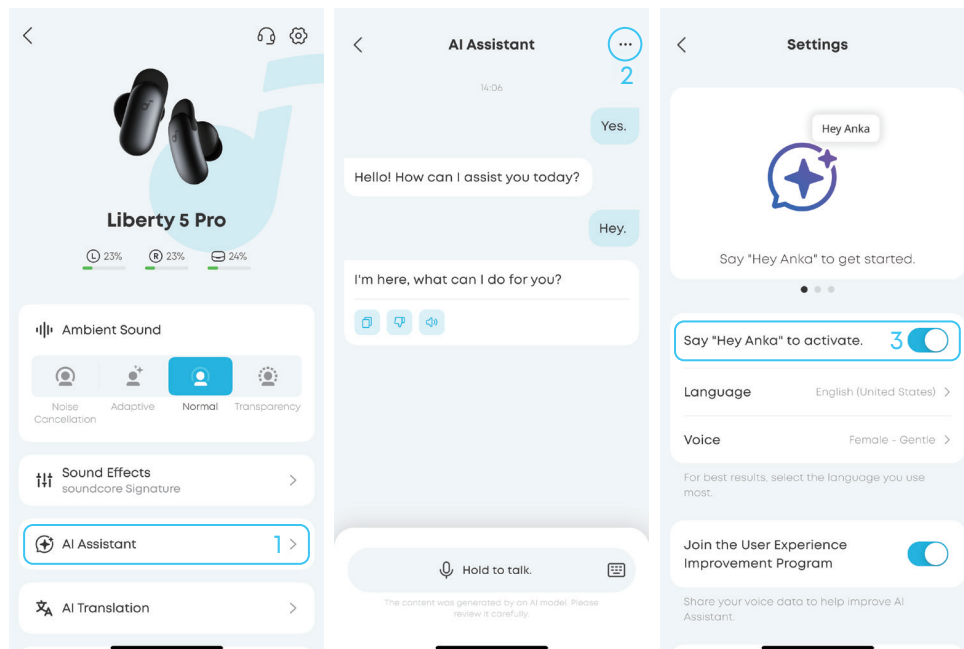 Liberty 5 Pro
L 23%
R 23%
24%
Ambient Sound
Noise
Cancellation
Adaptive
Normal
Transparency
Sound Effects
soundcore Signature
AI Assistant
1
AI Translation
AI Assistant
2
14:06
Yes.
Hello! How can I assist you today?
Hey.
I'm here, what can I do for you?
Hold to talk.
The content was generated by an AI model. Please
review it carefully.
Settings
Hey Anka
Say "Hey Anka" to get started.
Say "Hey Anka" to activate.
3
Language
English (United States)
Voice
Female - Gentle
For best results, select the language you use
most.
Join the User Experience
Improvement Program
Share your voice data to help improve AI
Assistant.